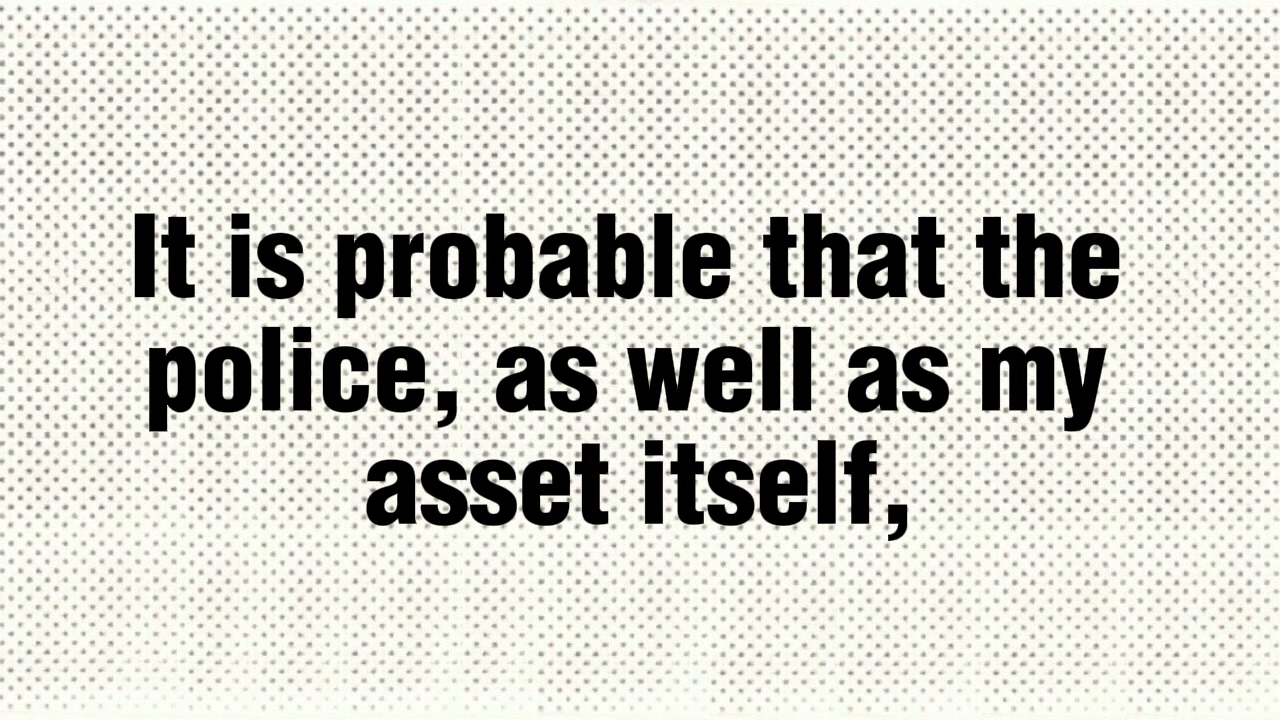 It is probable that the
police, as well as my
asset itself,